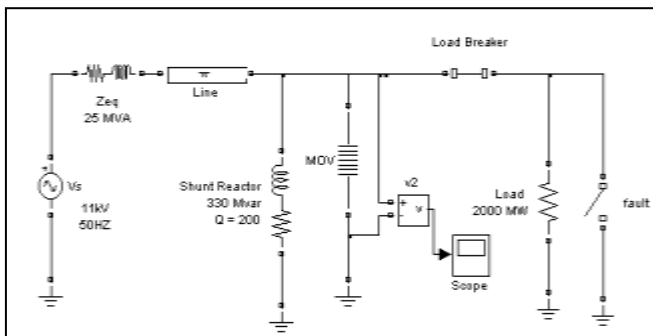 Load Breaker
Zeq
25 MVA
π
Line
Vs
11kV
50HZ
Shunt Reactor
330 Mvar
Q = 200
MOV
v2
+
-
v
Scope
Load
2000 MW
fault
+